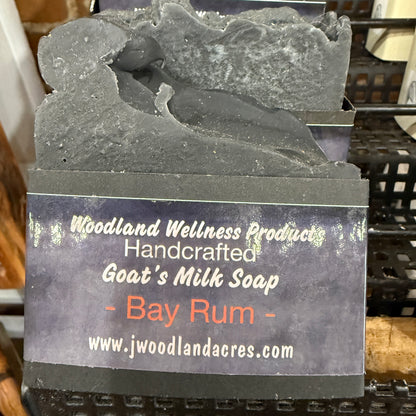 Woodland Wellness Products
Handcrafted
Goat's Milk Soap
- Bay Rum -
www.jwoodlandacres.com